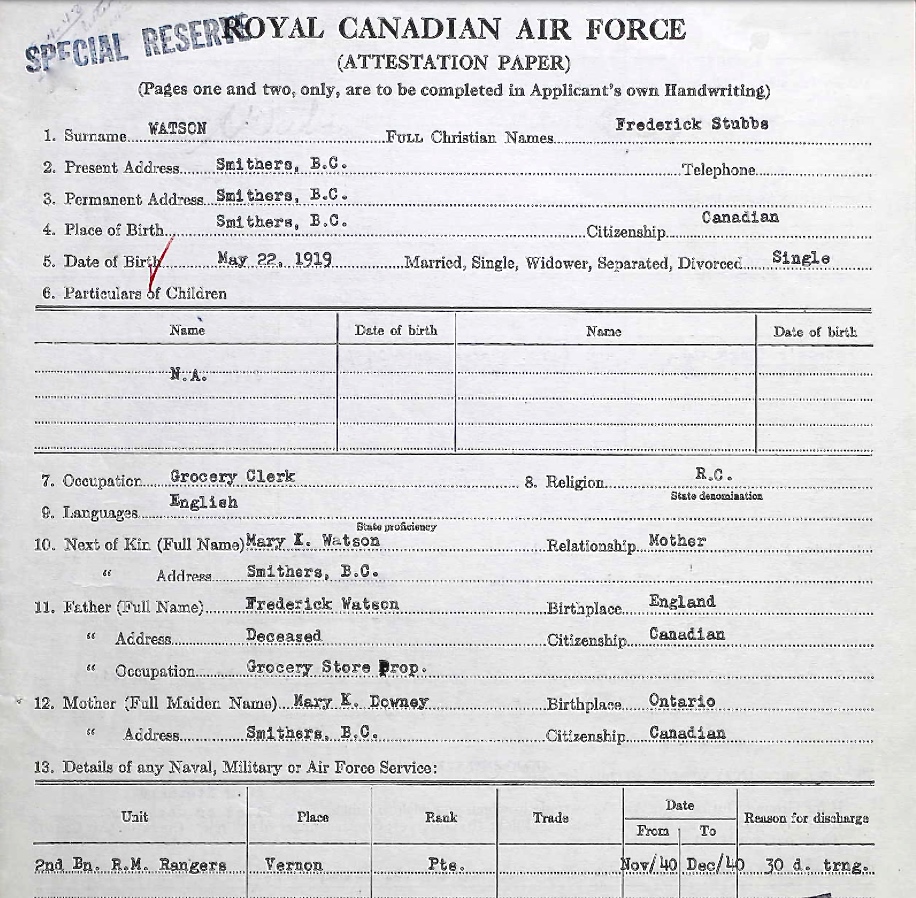 SPECIAL RESERVE
ROYAL CANADIAN AIR FORCE
(ATTESTATION PAPER)
(Pages one and two, only, are to be completed in Applicant's own Handwriting)
1. Surname WATSON FULL Christian Names Frederick Stubbs
2. Present Address Smithers, B.C. Telephone
3. Permanent Address Smithers, B.C.
4. Place of Birth Smithers, B.C. Citizenship Canadian
5. Date of Birth May 22, 1919 Married, Single, Widower, Separated, Divorced Single
6. Particulars of Children
Name Date of birth Name Date of birth
N.A.
7. Occupation Grocery Clerk 8. Religion R.C.
State denomination
9. Languages English
State proficiency
10. Next of Kin (Full Name) Mary K. Watson Relationship Mother
" Address Smithers, B.C.
11. Father (Full Name) Frederick Watson Birthplace England
" Address Deceased Citizenship Canadian
" Occupation Grocery Store Prop.
12. Mother (Full Maiden Name) Mary K. Downey Birthplace Ontario
" Address Smithers, B.C. Citizenship Canadian
13. Details of any Naval, Military or Air Force Service:
Unit Place Rank Trade Date Reason for discharge
From To
2nd Bn. R.M. Rangers Vernon Pte. Nov/40 Dec/40 30 d. trng.